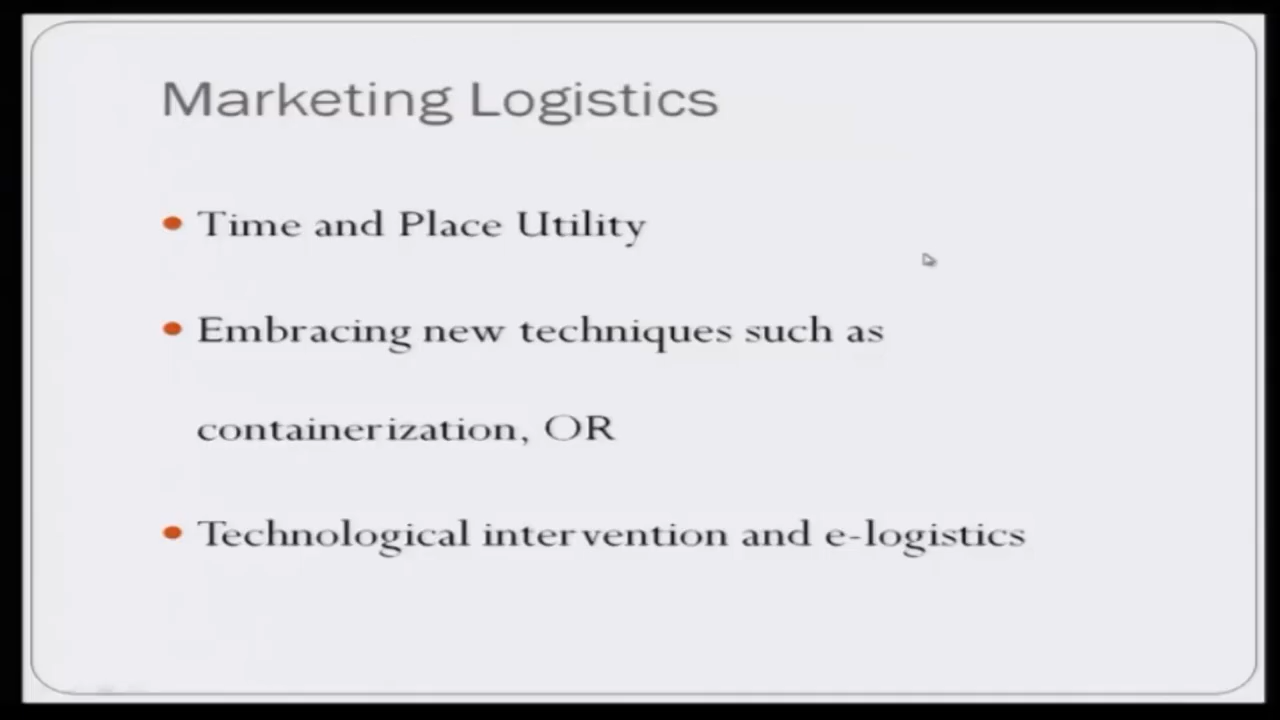 Marketing Logistics
Time and Place Utility
Embracing new techniques such as
containerization, OR
Technological intervention and e-logistics